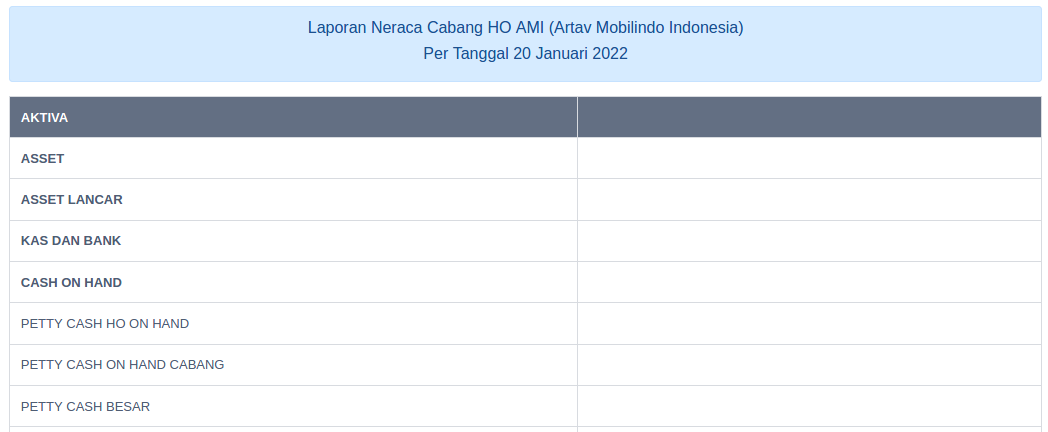 Laporan Neraca Cabang HO AMI (Artav Mobilindo Indonesia)
Per Tanggal 20 Januari 2022
AKTIVA
ASSET
ASSET LANCAR
KAS DAN BANK
CASH ON HAND
PETTY CASH HO ON HAND
PETTY CASH ON HAND CABANG
PETTY CASH BESAR